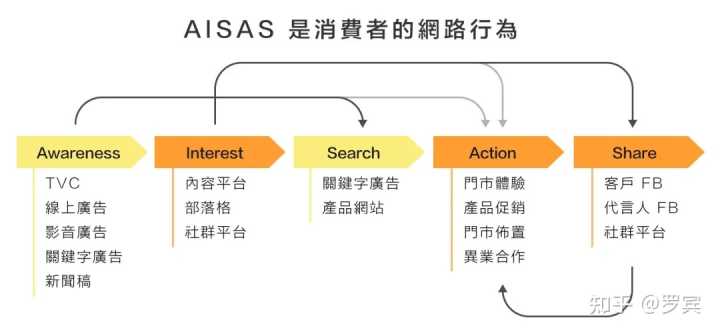 AISAS 是消費者的網路行為
Awareness
TVC
線上廣告
影音廣告
關鍵字廣告
新聞稿
Interest
內容平台
部落格
社群平台
Search
關鍵字廣告
產品網站
Action
門市體驗
產品促銷
門市佈置
異業合作
Share
客戶 FB
代言人 FB
社群平台
知乎 @罗宾